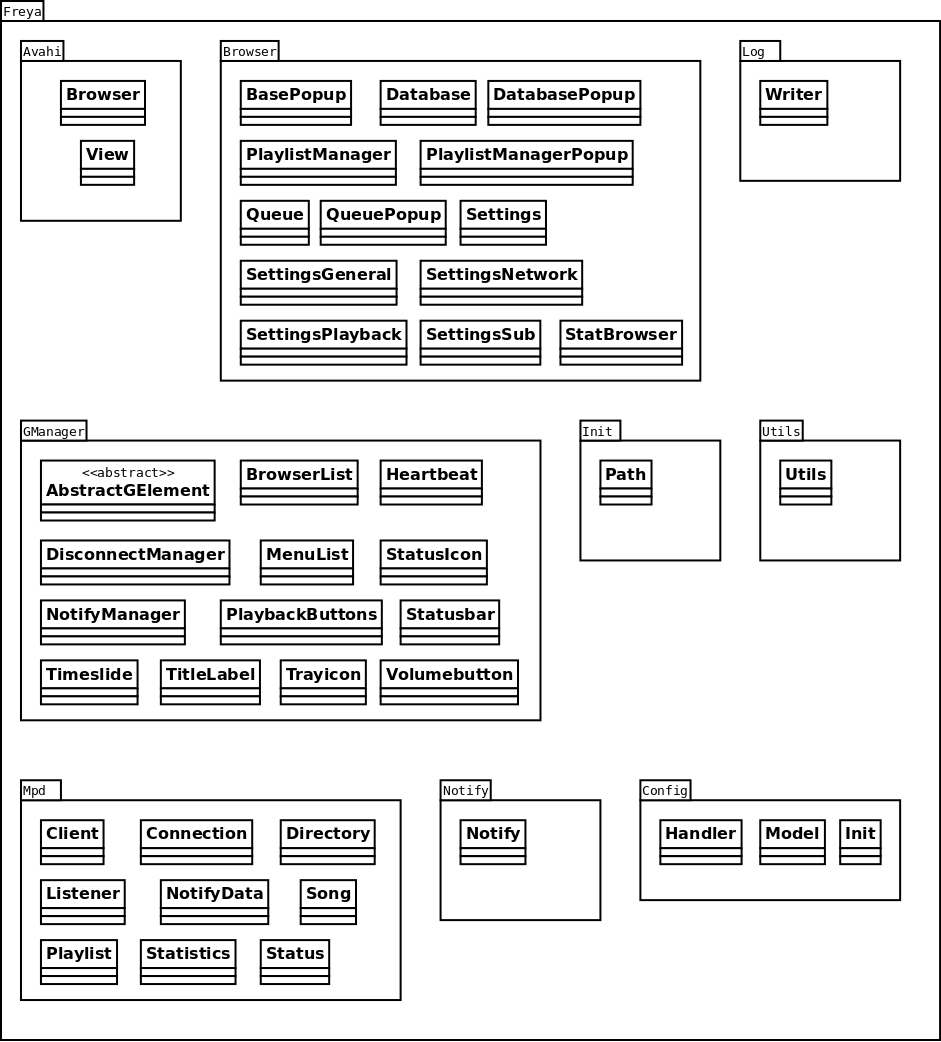 Freya
Avahi
Browser
View
Browser
BasePopup
Database
DatabasePopup
PlaylistManager
PlaylistManagerPopup
Queue
QueuePopup
Settings
SettingsGeneral
SettingsNetwork
SettingsPlayback
SettingsSub
StatBrowser
Log
Writer
GManager
<<abstract>>
AbstractGElement
BrowserList
Heartbeat
DisconnectManager
MenuList
StatusIcon
NotifyManager
PlaybackButtons
Statusbar
Timeslide
TitleLabel
Trayicon
Volumebutton
Init
Path
Utils
Utils
Mpd
Client
Connection
Directory
Listener
NotifyData
Song
Playlist
Statistics
Status
Notify
Notify
Config
Handler
Model
Init